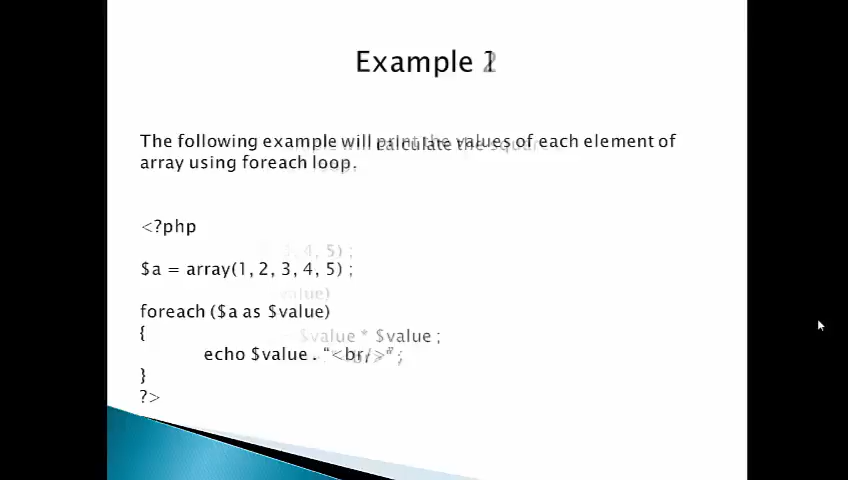 Example 1
The following example will print the values of each element of
array using foreach loop.
<?php
$a = array(1, 2, 3, 4, 5) ;
foreach ($a as $value)
{
echo $value . "<br/>" ;
}
?>